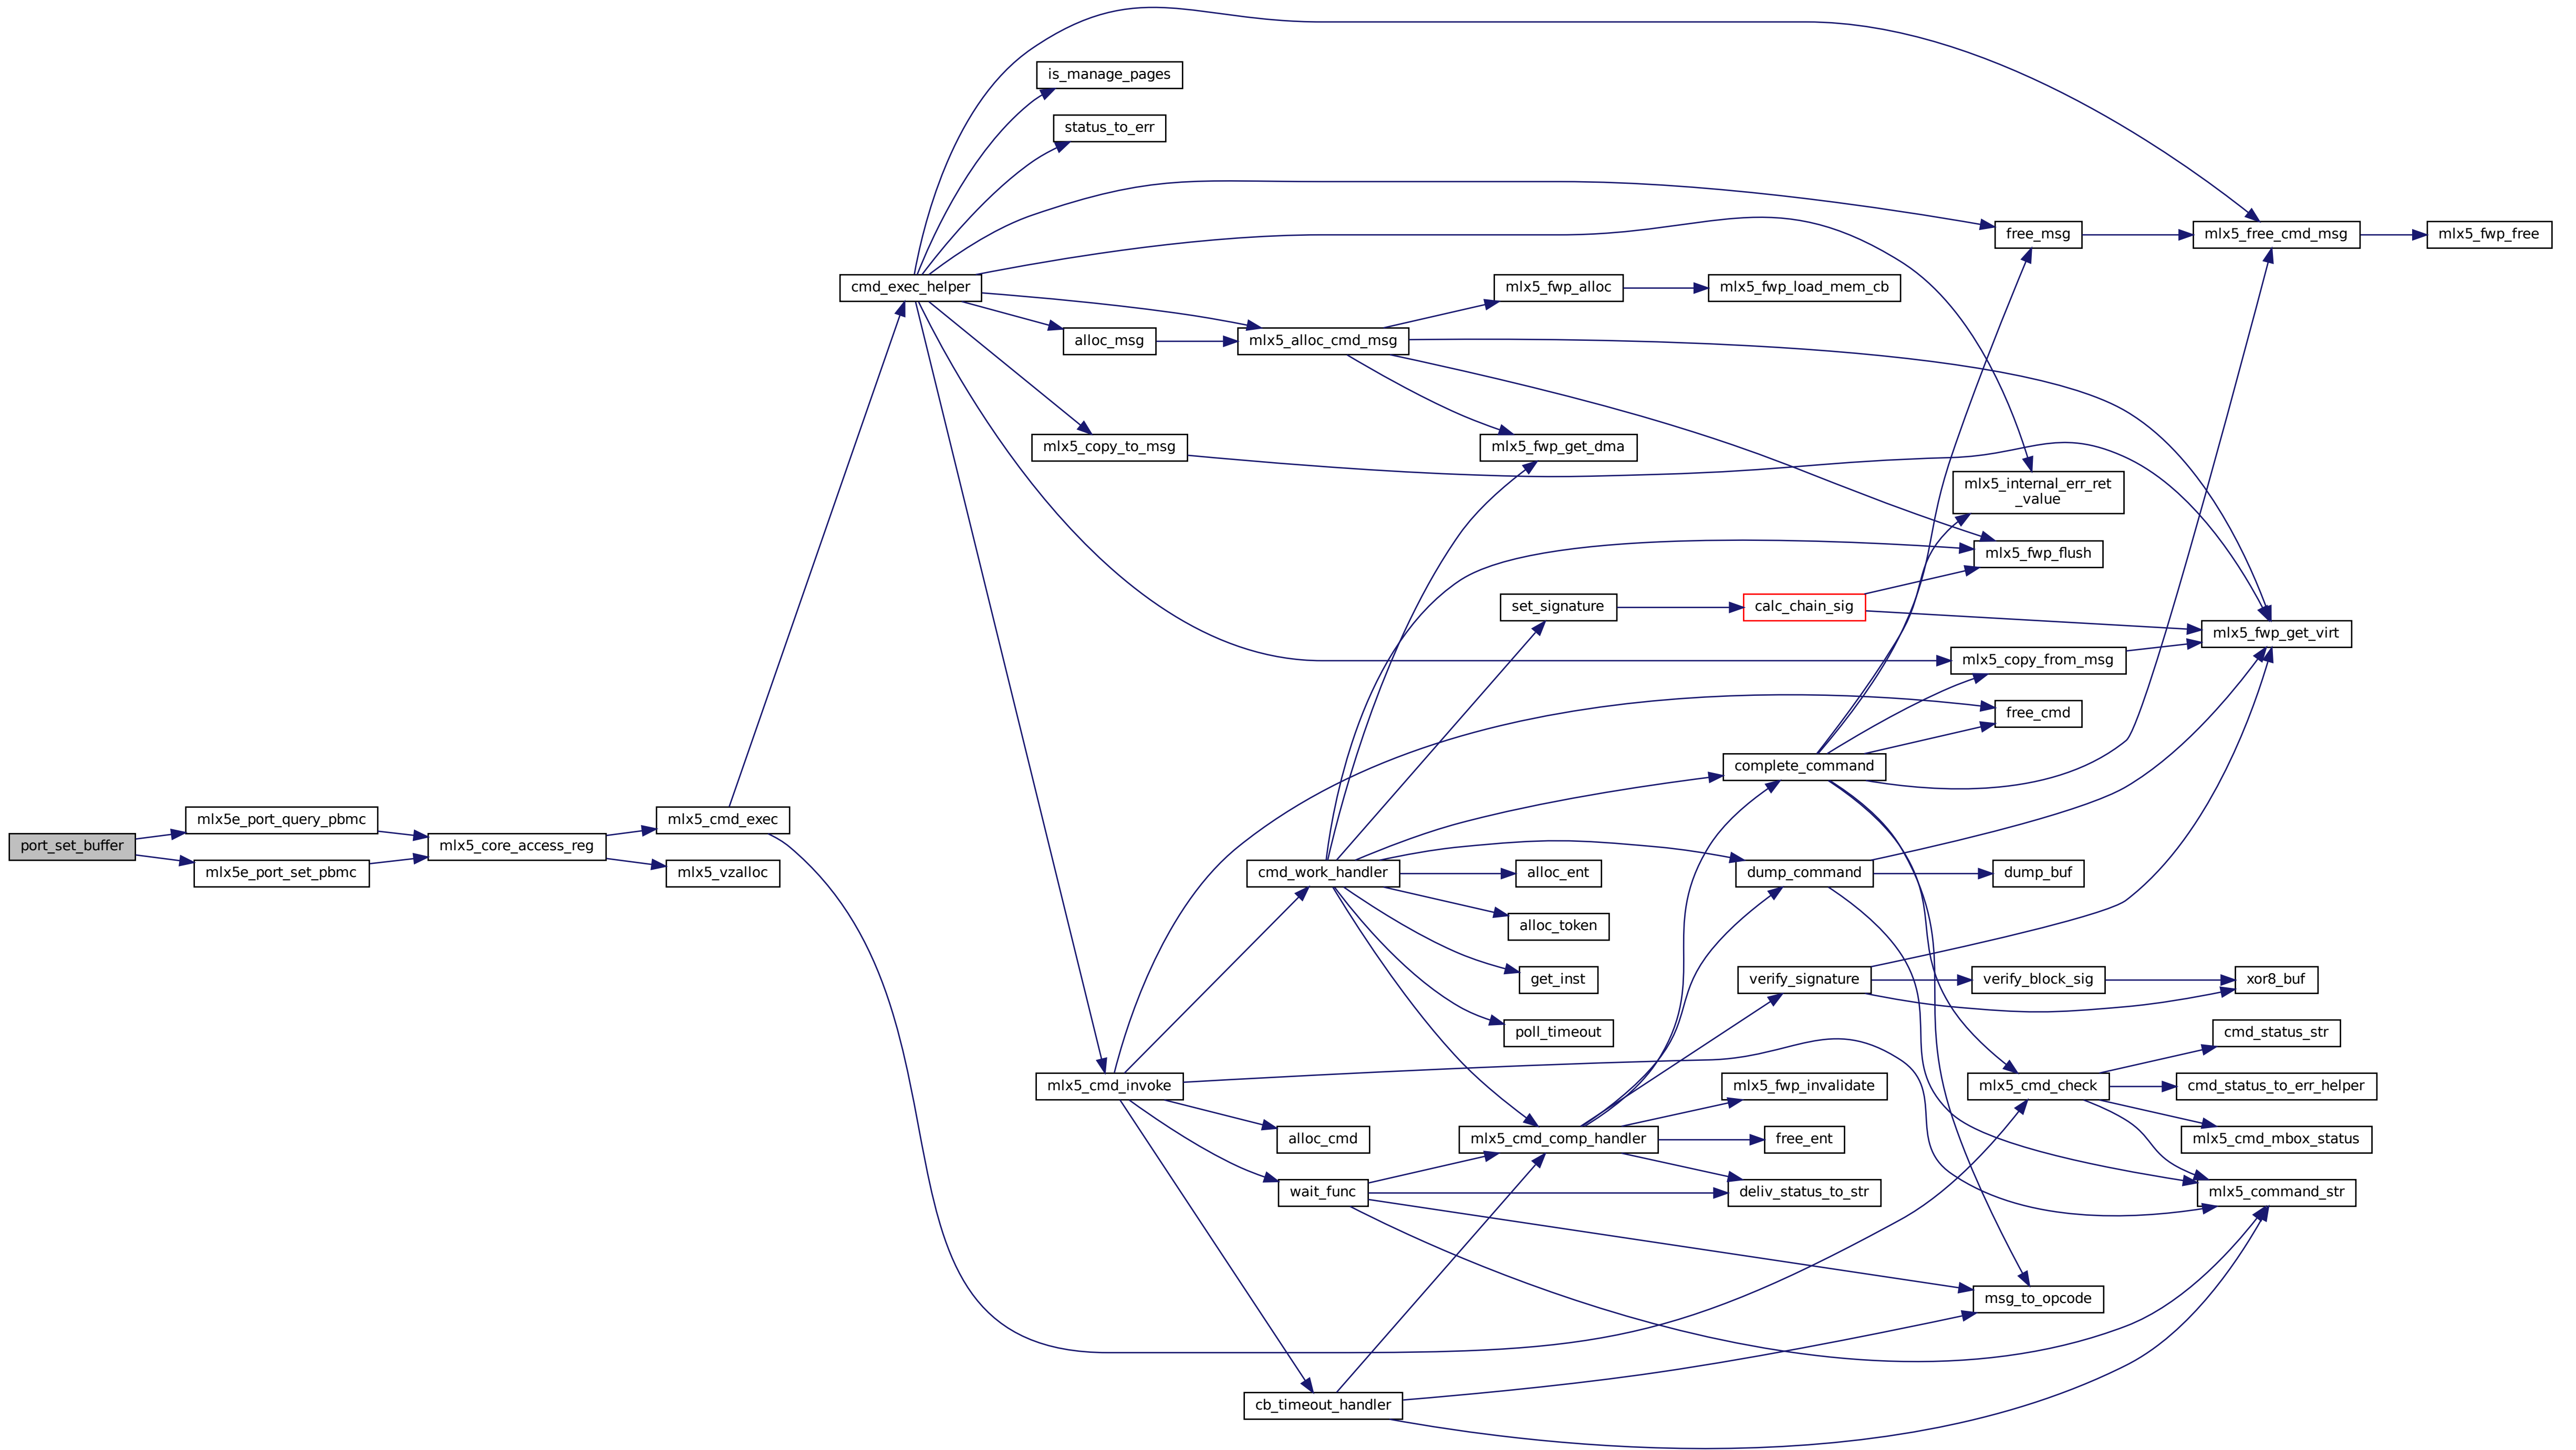 port_set_buffer
mlx5e_port_query_pbmc
mlx5e_port_set_pbmc
mlx5_core_access_reg
mlx5_cmd_exec
mlx5_vzalloc
cmd_exec_helper
is_manage_pages
status_to_err
alloc_msg
mlx5_copy_to_msg
mlx5_cmd_invoke
mlx5_alloc_cmd_msg
cmd_work_handler
alloc_cmd
wait_func
cb_timeout_handler
mlx5_fwp_alloc
mlx5_fwp_get_dma
set_signature
alloc_ent
alloc_token
get_inst
poll_timeout
mlx5_cmd_comp_handler
mlx5_fwp_load_mem_cb
calc_chain_sig
complete_command
dump_command
verify_signature
mlx5_fwp_invalidate
free_ent
deliv_status_to_str
free_msg
mlx5_internal_err_ret
_value
mlx5_fwp_flush
mlx5_copy_from_msg
free_cmd
dump_buf
verify_block_sig
mlx5_cmd_check
msg_to_opcode
mlx5_free_cmd_msg
mlx5_fwp_get_virt
xor8_buf
cmd_status_str
cmd_status_to_err_helper
mlx5_cmd_mbox_status
mlx5_command_str
mlx5_fwp_free